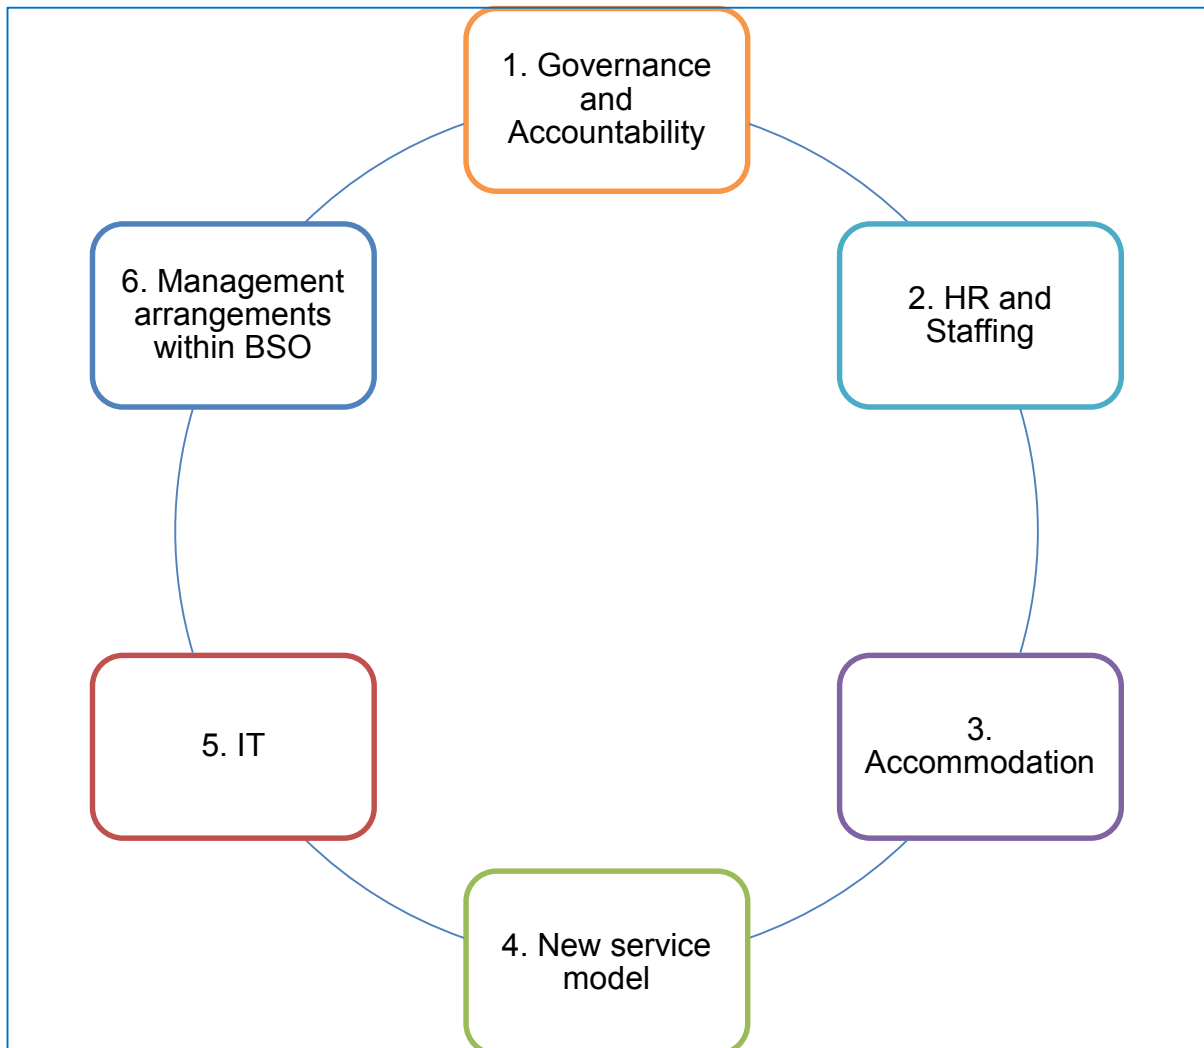 1. Governance
and
Accountability
2. HR and
Staffing
3.
Accommodation
4. New service
model
5. IT
6. Management
arrangements
within BSO